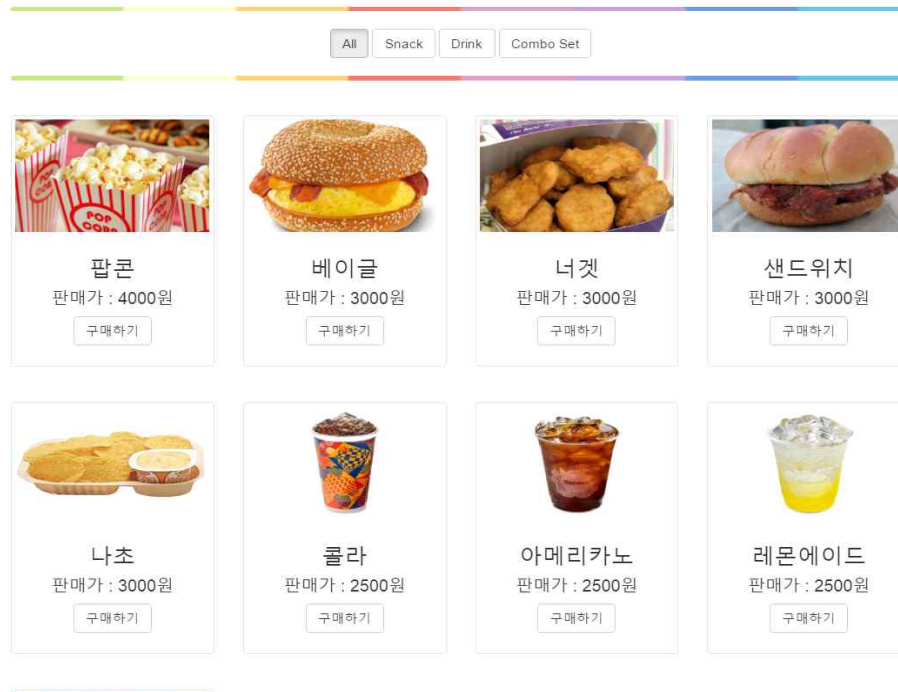 All Snack Drink Combo Set
POP CORN
팝콘
판매가 : 4000원
구매하기
베이글
판매가 : 3000원
구매하기
너겟
판매가 : 3000원
구매하기
샌드위치
판매가 : 3000원
구매하기
나초
판매가 : 3000원
구매하기
콜라
판매가 : 2500원
구매하기
아메리카노
판매가 : 2500원
구매하기
레몬에이드
판매가 : 2500원
구매하기